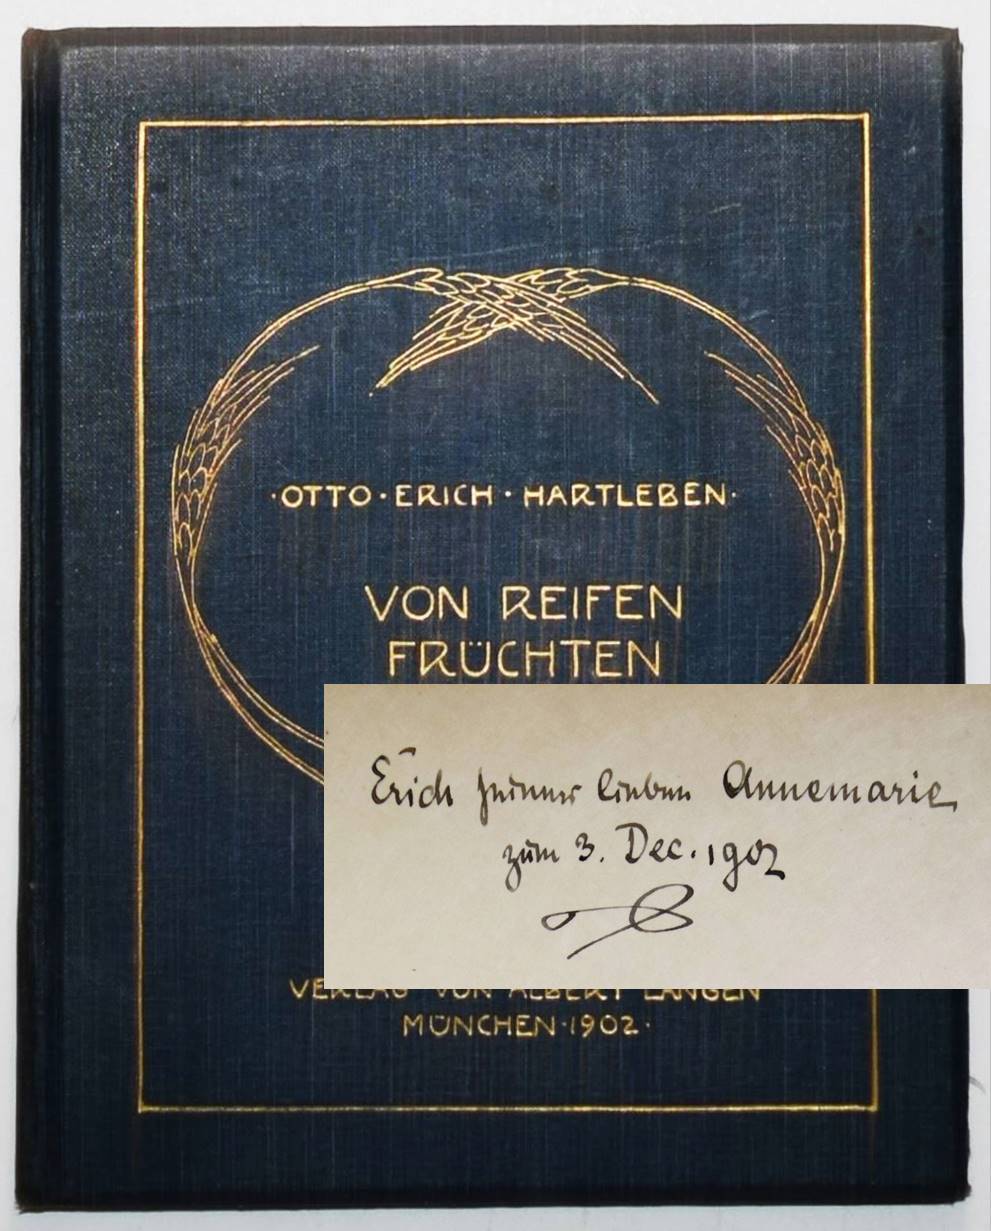 ·OTTO·ERICH·HARTLEBEN·
VON REIFEN
FRÜCHTEN
Erich seiner lieben Annemarie
zum 3. Dec. 1902
VERLAG VON ALBERT LANGEN
MÜNCHEN·1902·